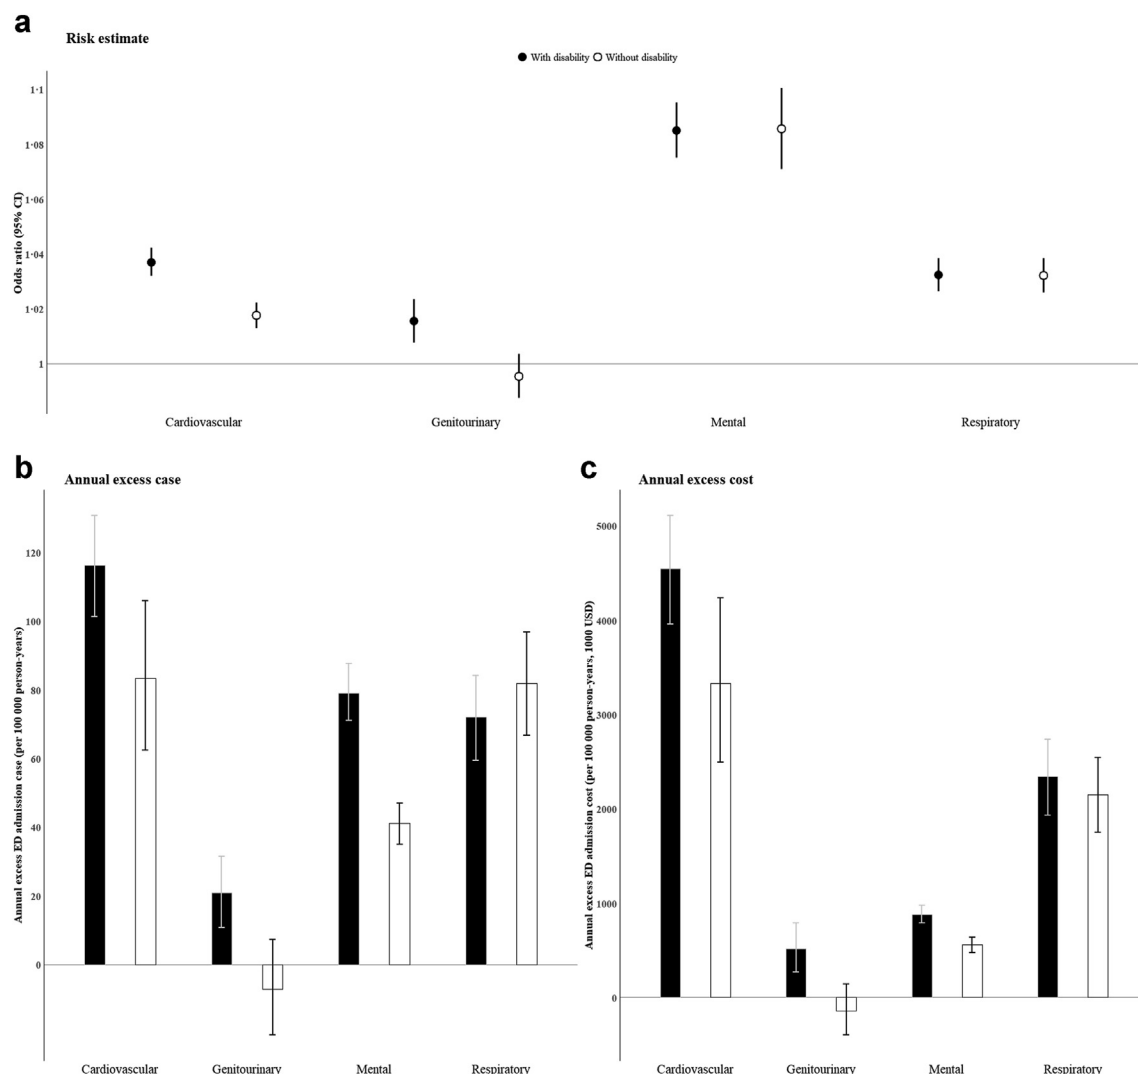 a
Risk estimate
With disability Without disability
Odds ratio (95% CI)
1·1
1·08
1·06
1·04
1·02
1
Cardiovascular Genitourinary Mental Respiratory
b
Annual excess case
Annual excess ED admission case (per 100 000 person-years)
120
100
80
60
40
20
0
Cardiovascular Genitourinary Mental Respiratory
c
Annual excess cost
Annual excess ED admission cost (per 100 000 person-years, 1000 USD)
5000
4000
3000
2000
1000
0
Cardiovascular Genitourinary Mental Respiratory